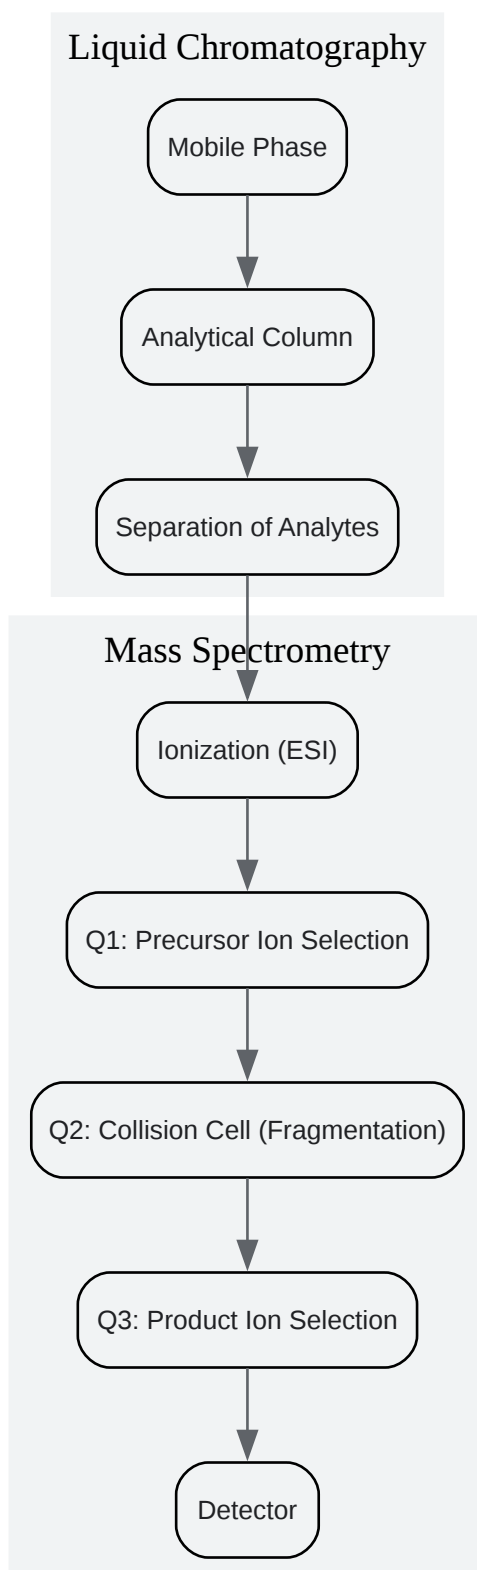 Liquid Chromatography
Mobile Phase
Analytical Column
Separation of Analytes
Mass Spectrometry
Ionization (ESI)
Q1: Precursor Ion Selection
Q2: Collision Cell (Fragmentation)
Q3: Product Ion Selection
Detector